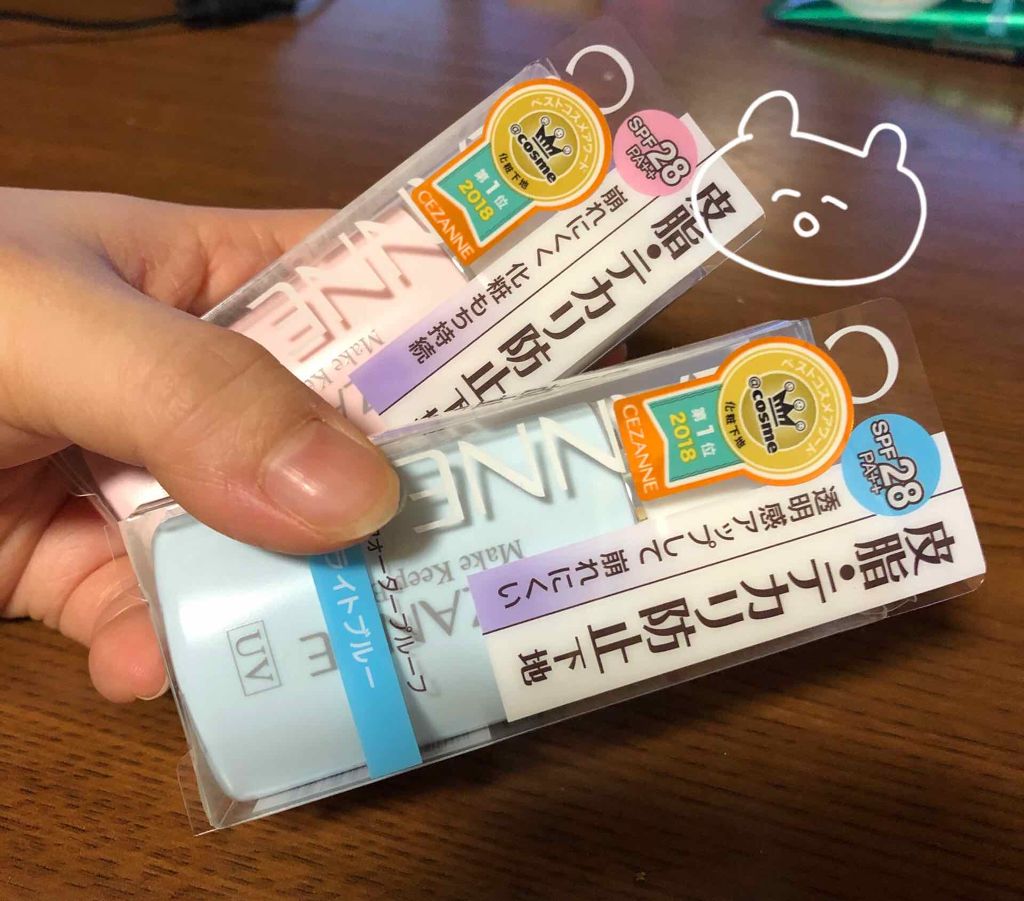 ベストコスメアワード
@cosme
化粧下地
第1位
2018
CEZANNE
SPF28
PA++
皮脂・テカリ防止
崩れにくく 化粧もち持続
Make Keep
ベストコスメアワード
@cosme
化粧下地
第1位
2018
CEZANNE
SPF28
PA++
皮脂・テカリ防止下地
透明感アップして 崩れにくい
Make Keep
ウォータープルーフ
ライトブルー
UV